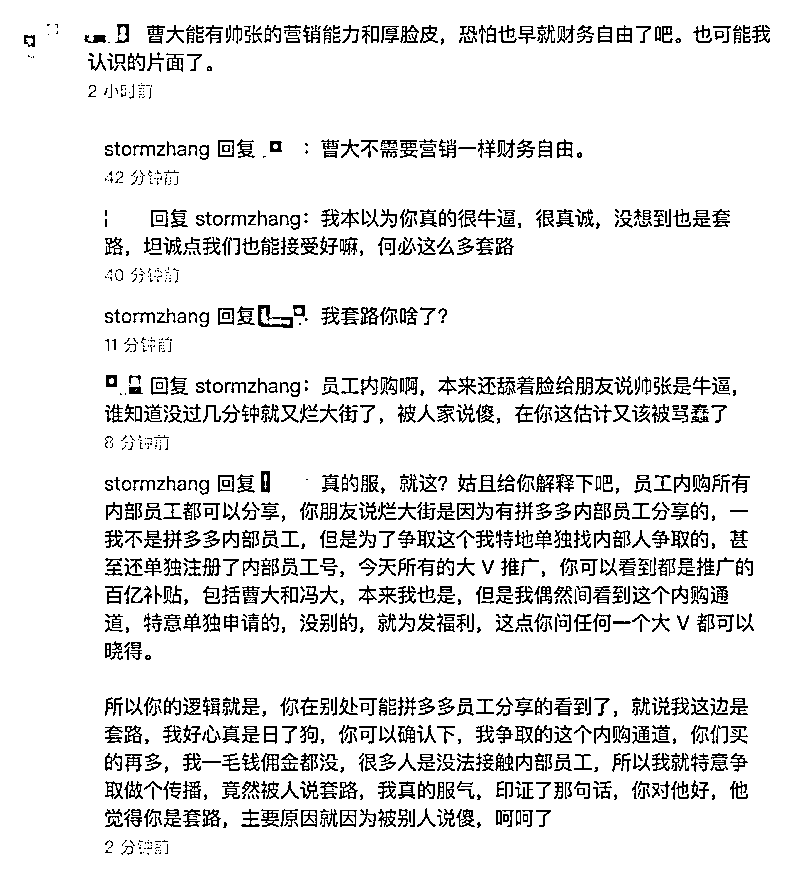 曹大能有帅张的营销能力和厚脸皮，恐怕也早就财务自由了吧。也可能我
认识的片面了。
2 小时前
stormzhang 回复 ：曹大不需要营销一样财务自由。
42 分钟前
回复 stormzhang：我本以为你真的很牛逼，很真诚，没想到也是套
路，坦诚点我们也能接受好嘛，何必这么多套路
40 分钟前
stormzhang 回复 ：我套路你啥了？
11 分钟前
回复 stormzhang：员工内购啊，本来还舔着脸给朋友说帅张是牛逼，
谁知道没过几分钟就又烂大街了，被人家说傻，在你这估计又该被骂蠢了
8 分钟前
stormzhang 回复 真的服，就这？姑且给你解释下吧，员工内购所有
内部员工都可以分享，你朋友说烂大街是因为有拼多多内部员工分享的，一
我不是拼多多内部员工，但是为了争取这个我特地单独找内部人争取的，甚
至还单独注册了内部员工号，今天所有的大 V 推广，你可以看到都是推广的
百亿补贴，包括曹大和冯大，本来我也是，但是我偶然间看到这个内购通
道，特意单独申请的，没别的，就为发福利，这点你问任何一个大 V 都可以
晓得。
所以你的逻辑就是，你在别处可能拼多多员工分享的看到了，就说我这边是
套路，我好心真是日了狗，你可以确认下，我争取的这个内购通道，你们买
的再多，我一毛钱佣金都没，很多人是没法接触内部员工，所以我就特意争
取做个传播，竟然被人说套路，我真的服气，印证了那句话，你对他好，他
觉得你是套路，主要原因就因为被别人说傻，呵呵了
2 分钟前